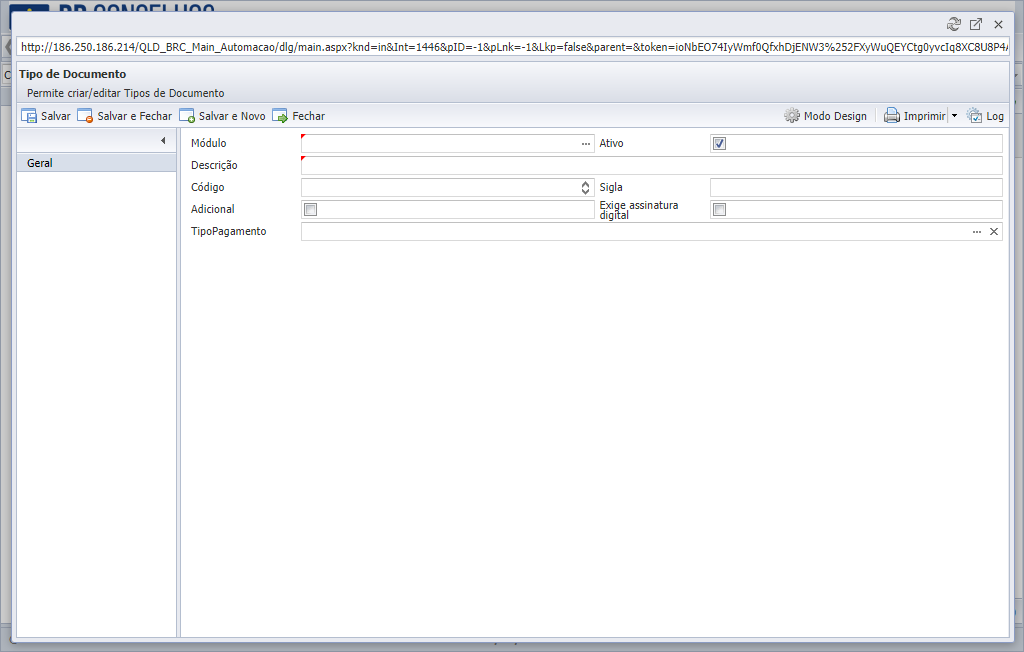 http://186.250.186.214/QLD_BRC_Main_Automacao/dlg/main.aspx?knd=in&Int=1446&pID=-1&pLnk=-1&Lkp=false&parent=&token=ioNbEO74IyWmf0QfxhDjENW3%252FXyWuQEYCtg0yvcIq8XC8U8P4A
Tipo de Documento
Permite criar/editar Tipos de Documento
Salvar Salvar e Fechar Salvar e Novo Fechar Modo Design Imprimir Log
Geral
Módulo Ativo
Descrição
Código Sigla
Adicional Exige assinatura digital
TipoPagamento